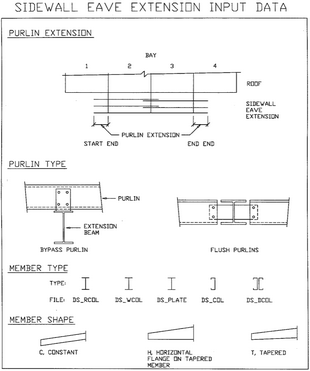 SIDEWALL EAVE EXTENSION INPUT DATA
PURLIN EXTENSION
BAY
1 2 3 4
ROOF
SIDEWALL
EAVE
EXTENSION
PURLIN EXTENSION
START END END END
PURLIN TYPE
PURLIN
EXTENSION
BEAM
BYPASS PURLIN FLUSH PURLINS
MEMBER TYPE
TYPE:
FILE: DS_RCOL DS_WCOL DS_PLATE DS_COL DS_DCOL
MEMBER SHAPE
C, CONSTANT
H, HORIZONTAL
FLANGE ON TAPERED
MEMBER
T, TAPERED